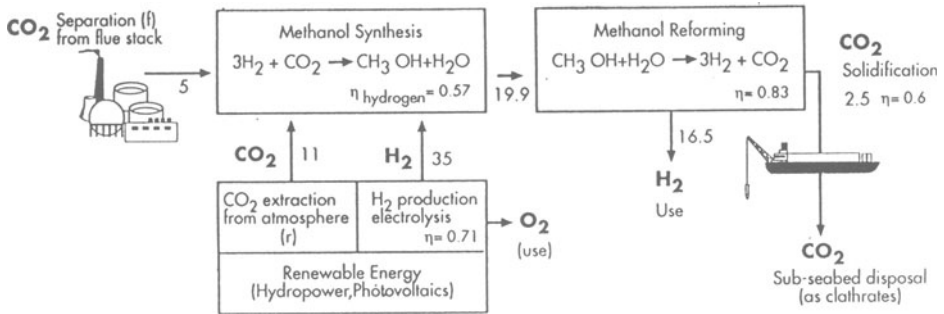 CO2 Separation (f)
from flue stack
5
Methanol Synthesis
3H2 + CO2 → CH3 OH+H2O
η hydrogen = 0.57
19.9
Methanol Reforming
CH3 OH+H2O → 3H2 + CO2
η= 0.83
CO2
Solidification
2.5 η= 0.6
CO2 11
H2 35
16.5
H2
Use
CO2 extraction
from atmosphere
(r)
H2 production
electrolysis
η= 0.71
O2
(use)
Renewable Energy
(Hydropower,Photovoltaics)
CO2
Sub-seabed disposal
(as clathrates)